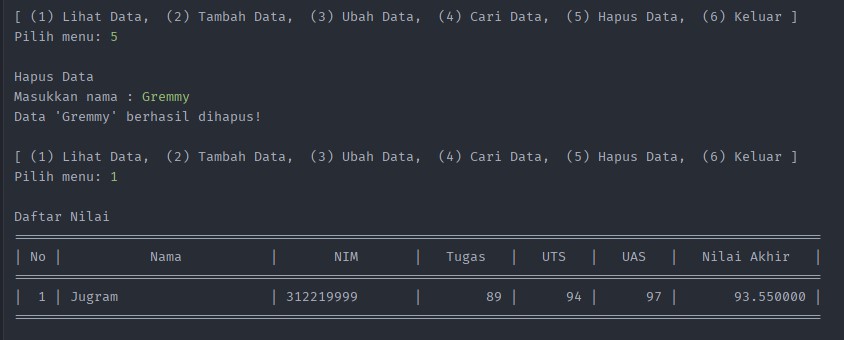 [ (1) Lihat Data,  (2) Tambah Data,  (3) Ubah Data,  (4) Cari Data,  (5) Hapus Data,  (6) Keluar ]
Pilih menu: 5
Hapus Data
Masukkan nama : Gremmy
Data 'Gremmy' berhasil dihapus!
[ (1) Lihat Data,  (2) Tambah Data,  (3) Ubah Data,  (4) Cari Data,  (5) Hapus Data,  (6) Keluar ]
Pilih menu: 1
Daftar Nilai
| No | Nama | NIM | Tugas | UTS | UAS | Nilai Akhir |
| 1 | Jugram | 312219999 | 89 | 94 | 97 | 93.550000 |